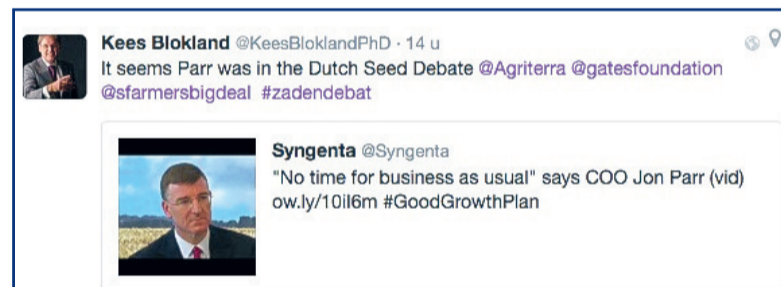 Kees Blokland @KeesBloklandPhD · 14 u
It seems Parr was in the Dutch Seed Debate @Agriterra @gatesfoundation
@sfarmersbigdeal #zadendebat
Syngenta @Syngenta
"No time for business as usual" says COO Jon Parr (vid)
ow.ly/10iI6m #GoodGrowthPlan